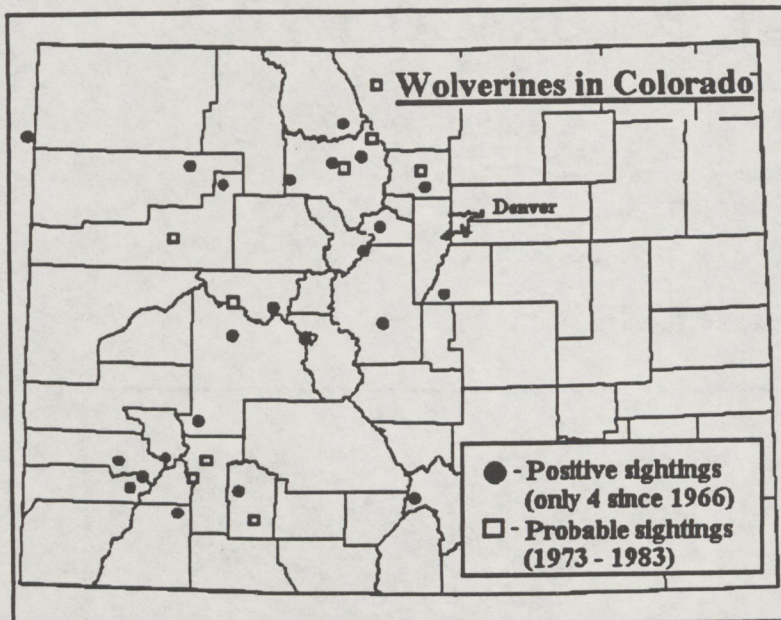 Wolverines in Colorado
Denver
- Positive sightings
(only 4 since 1966)
- Probable sightings
(1973 - 1983)